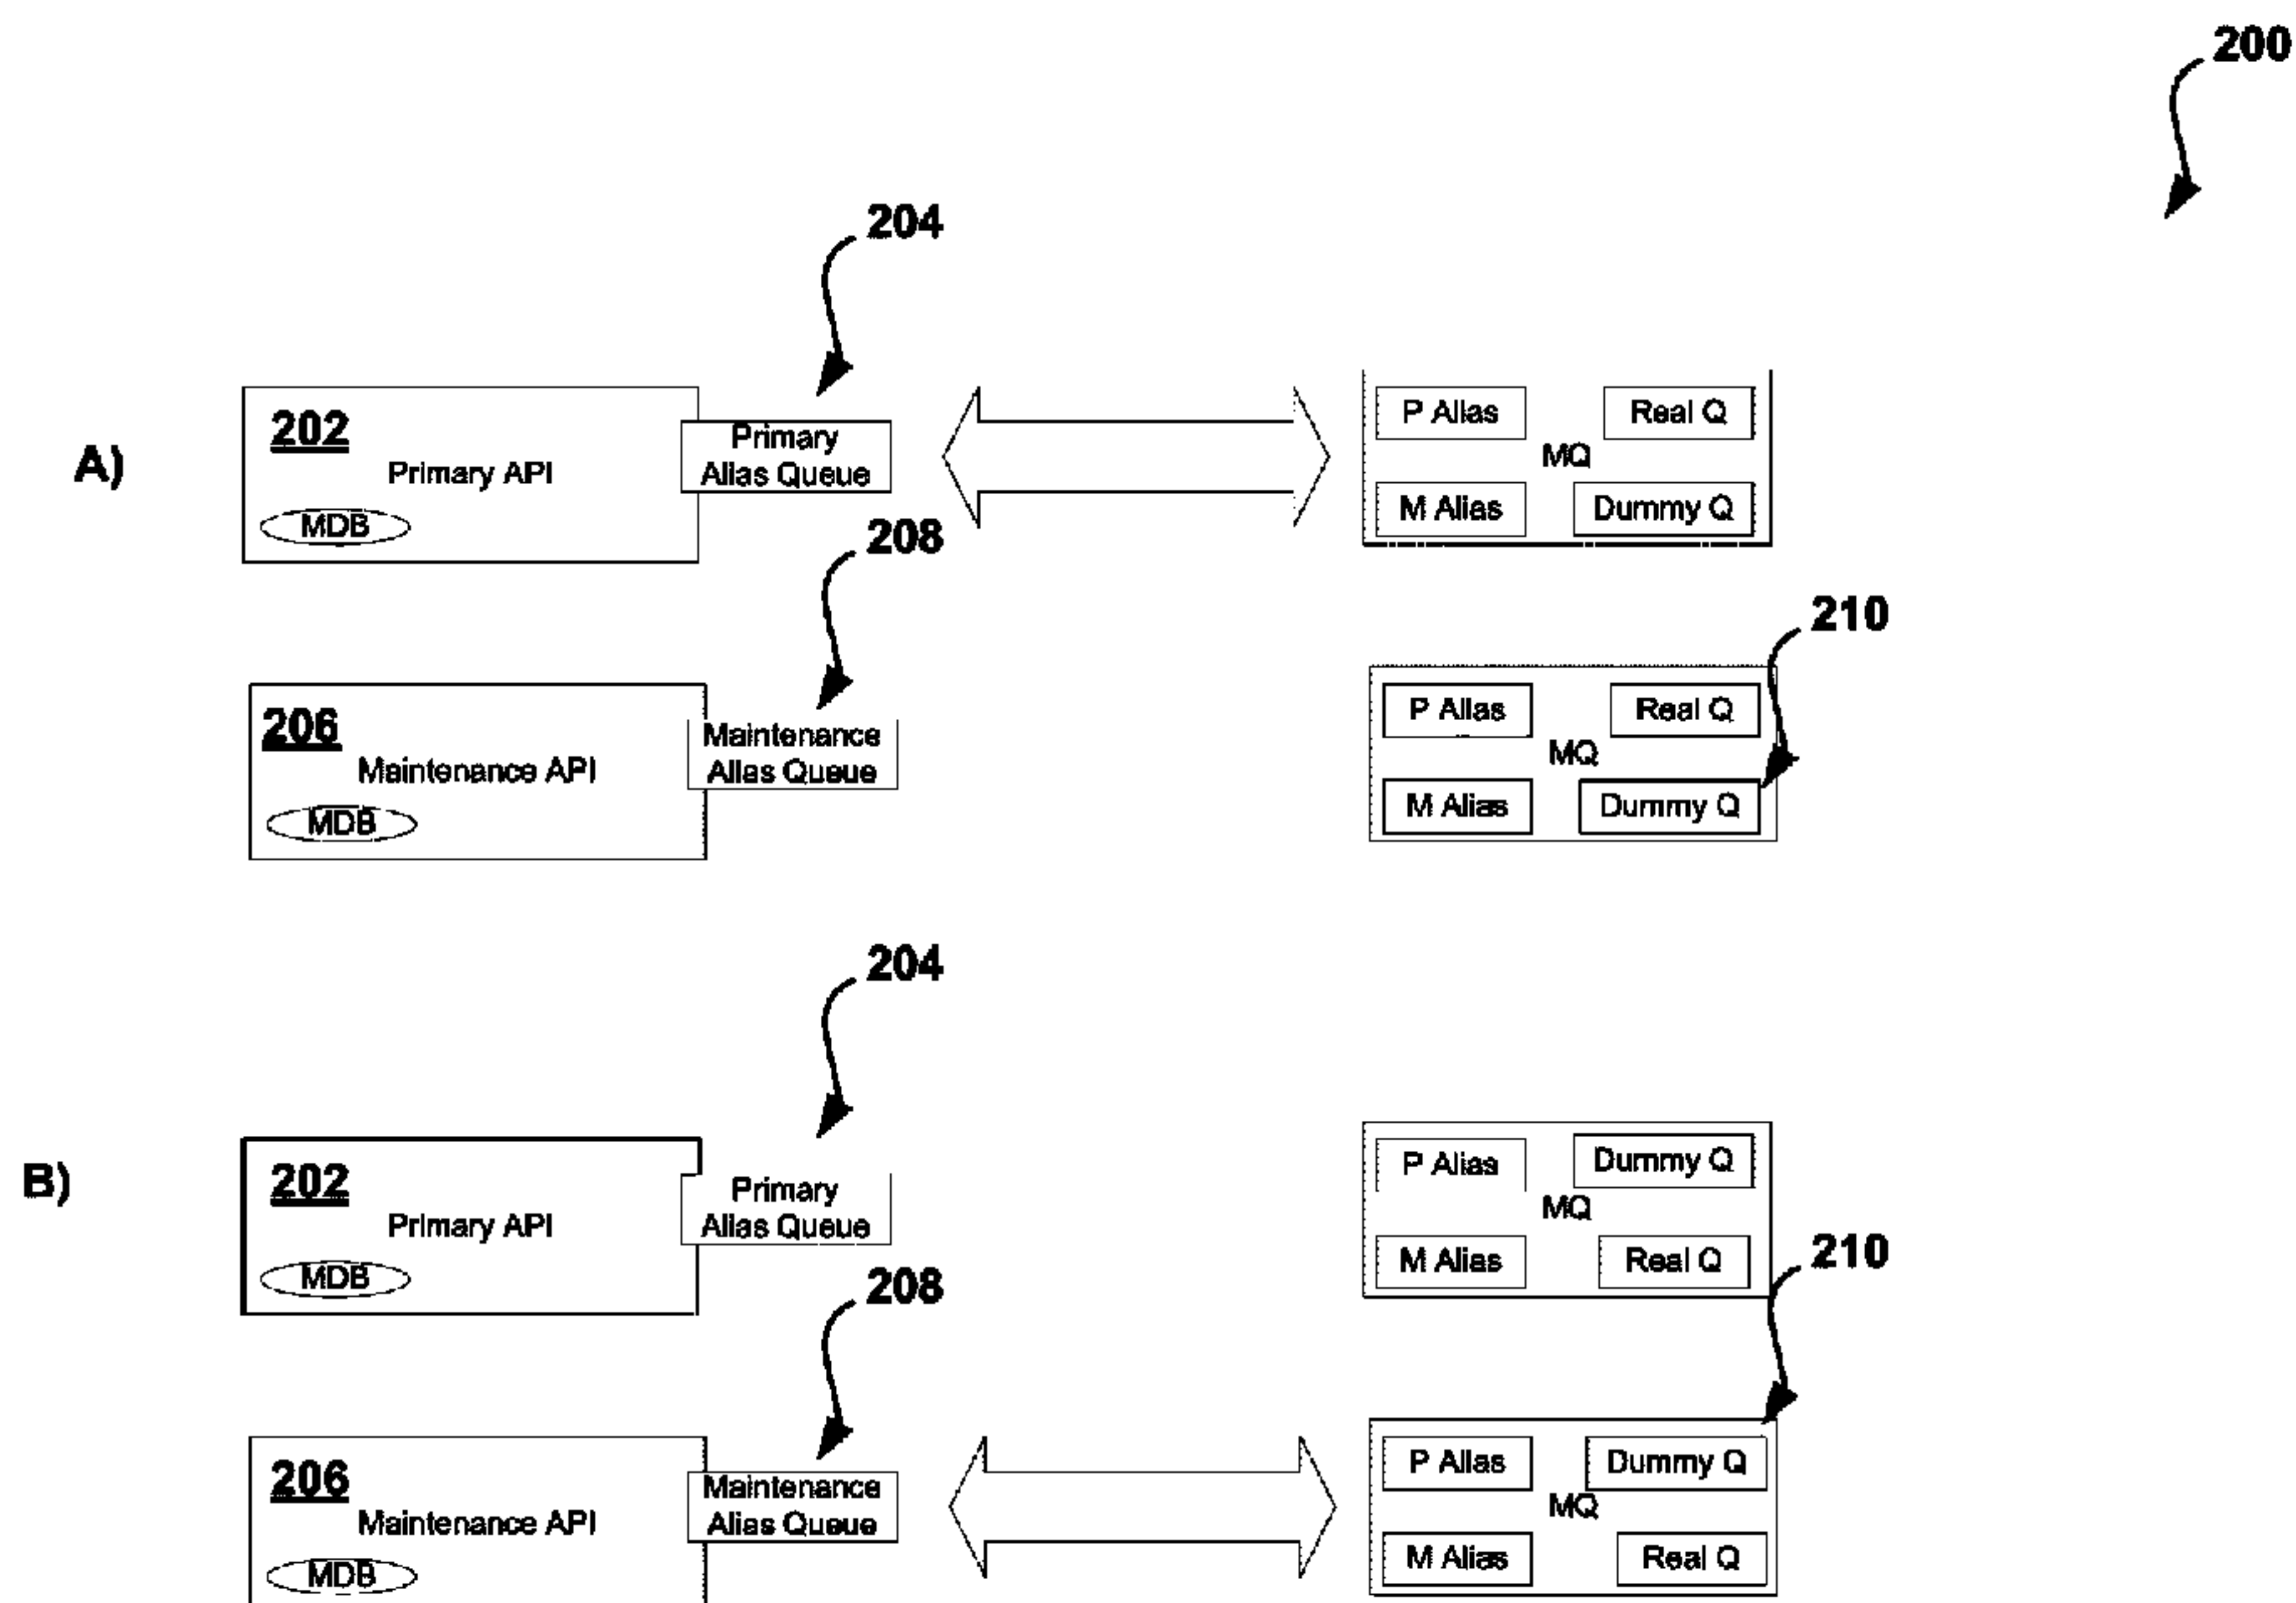 200
204
A)
202
Primary API
MDB
Primary
Alias Queue
P Alias
Real Q
MQ
M Alias
Dummy Q
208
210
206
Maintenance API
MDB
Maintenance
Alias Queue
P Alias
Real Q
MQ
M Alias
Dummy Q
204
B)
202
Primary API
MDB
Primary
Alias Queue
P Alias
Dummy Q
MQ
M Alias
Real Q
208
210
206
Maintenance API
MDB
Maintenance
Alias Queue
P Alias
Dummy Q
MQ
M Alias
Real Q